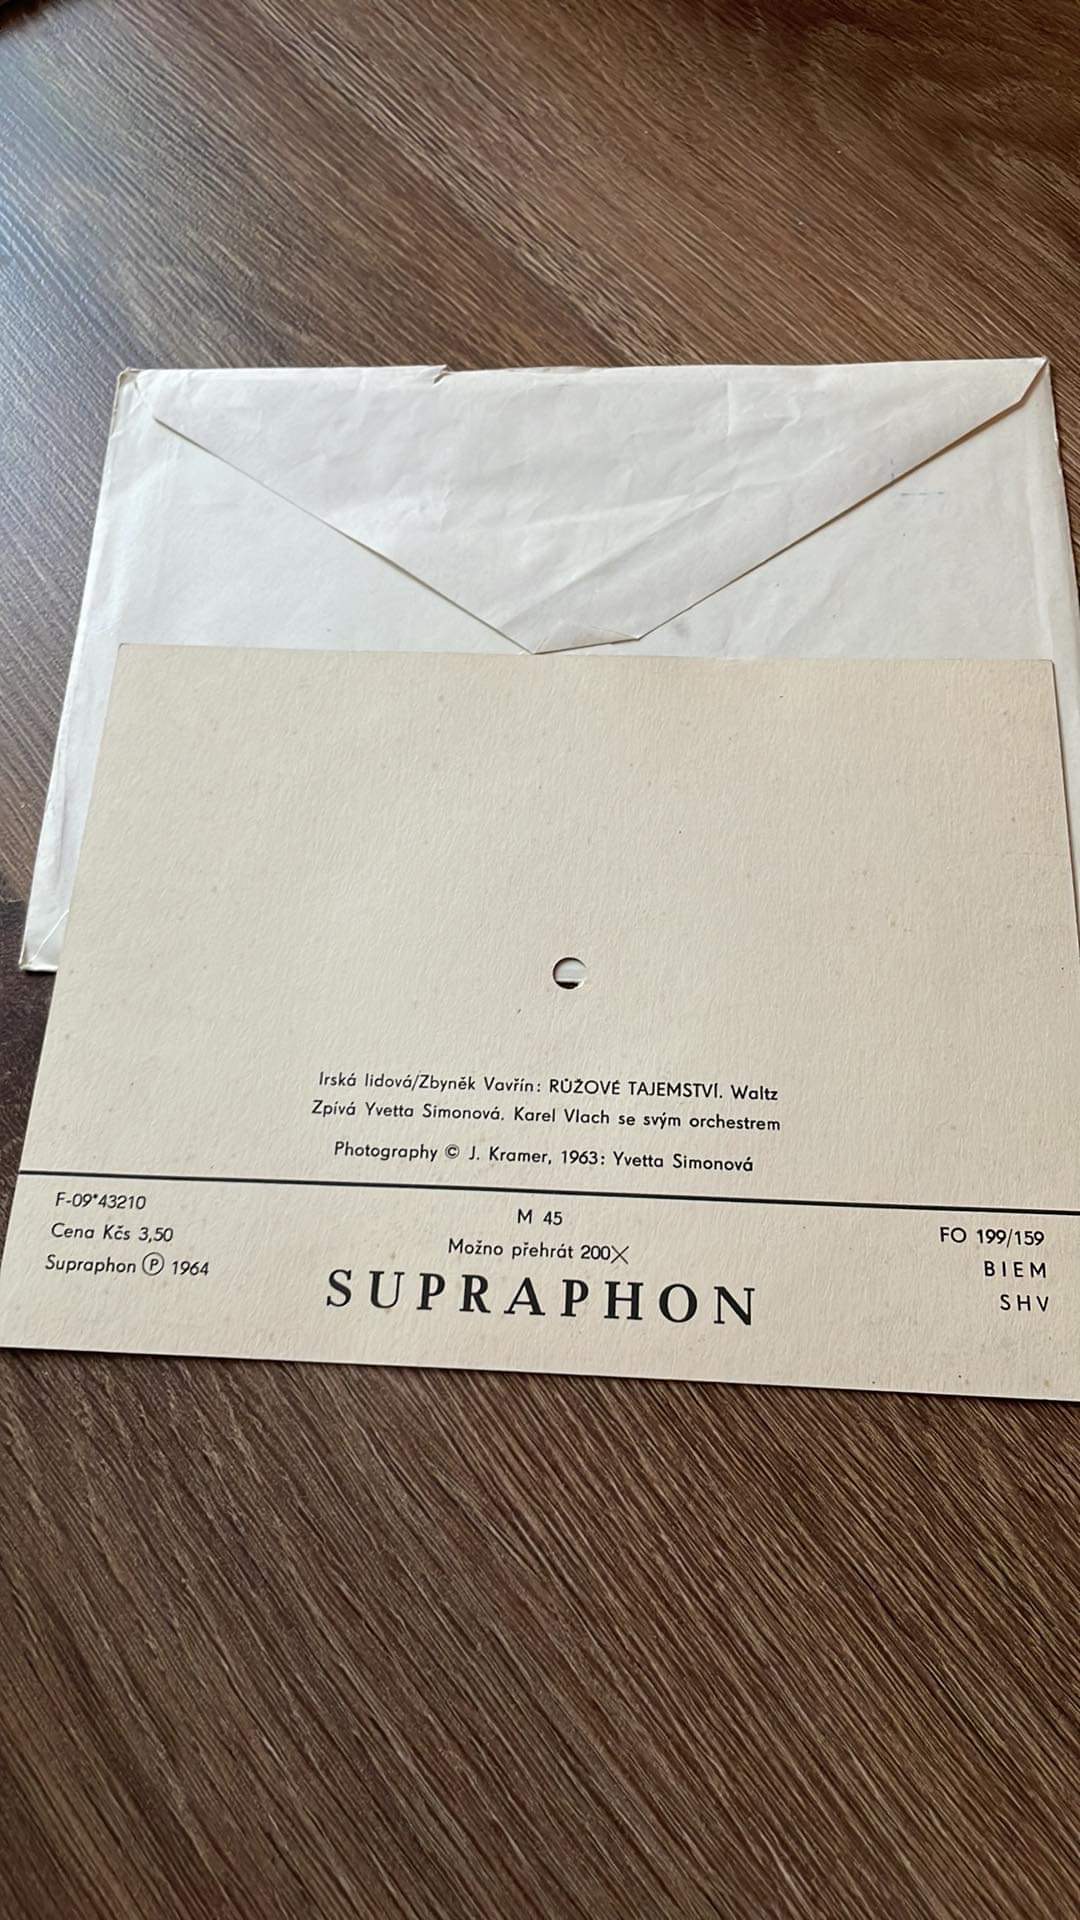 Irská lidová/Zbyněk Vavřín: RŮŽOVÉ TAJEMSTVÍ. Waltz
Zpívá Yvetta Simonová. Karel Vlach se svým orchestrem
Photography © J. Kramer, 1963: Yvetta Simonová
F-09*43210
Cena Kčs 3,50
Supraphon Ⓟ 1964
M 45
Možno přehrát 200X
SUPRAPHON
FO 199/159
BIEM
SHV